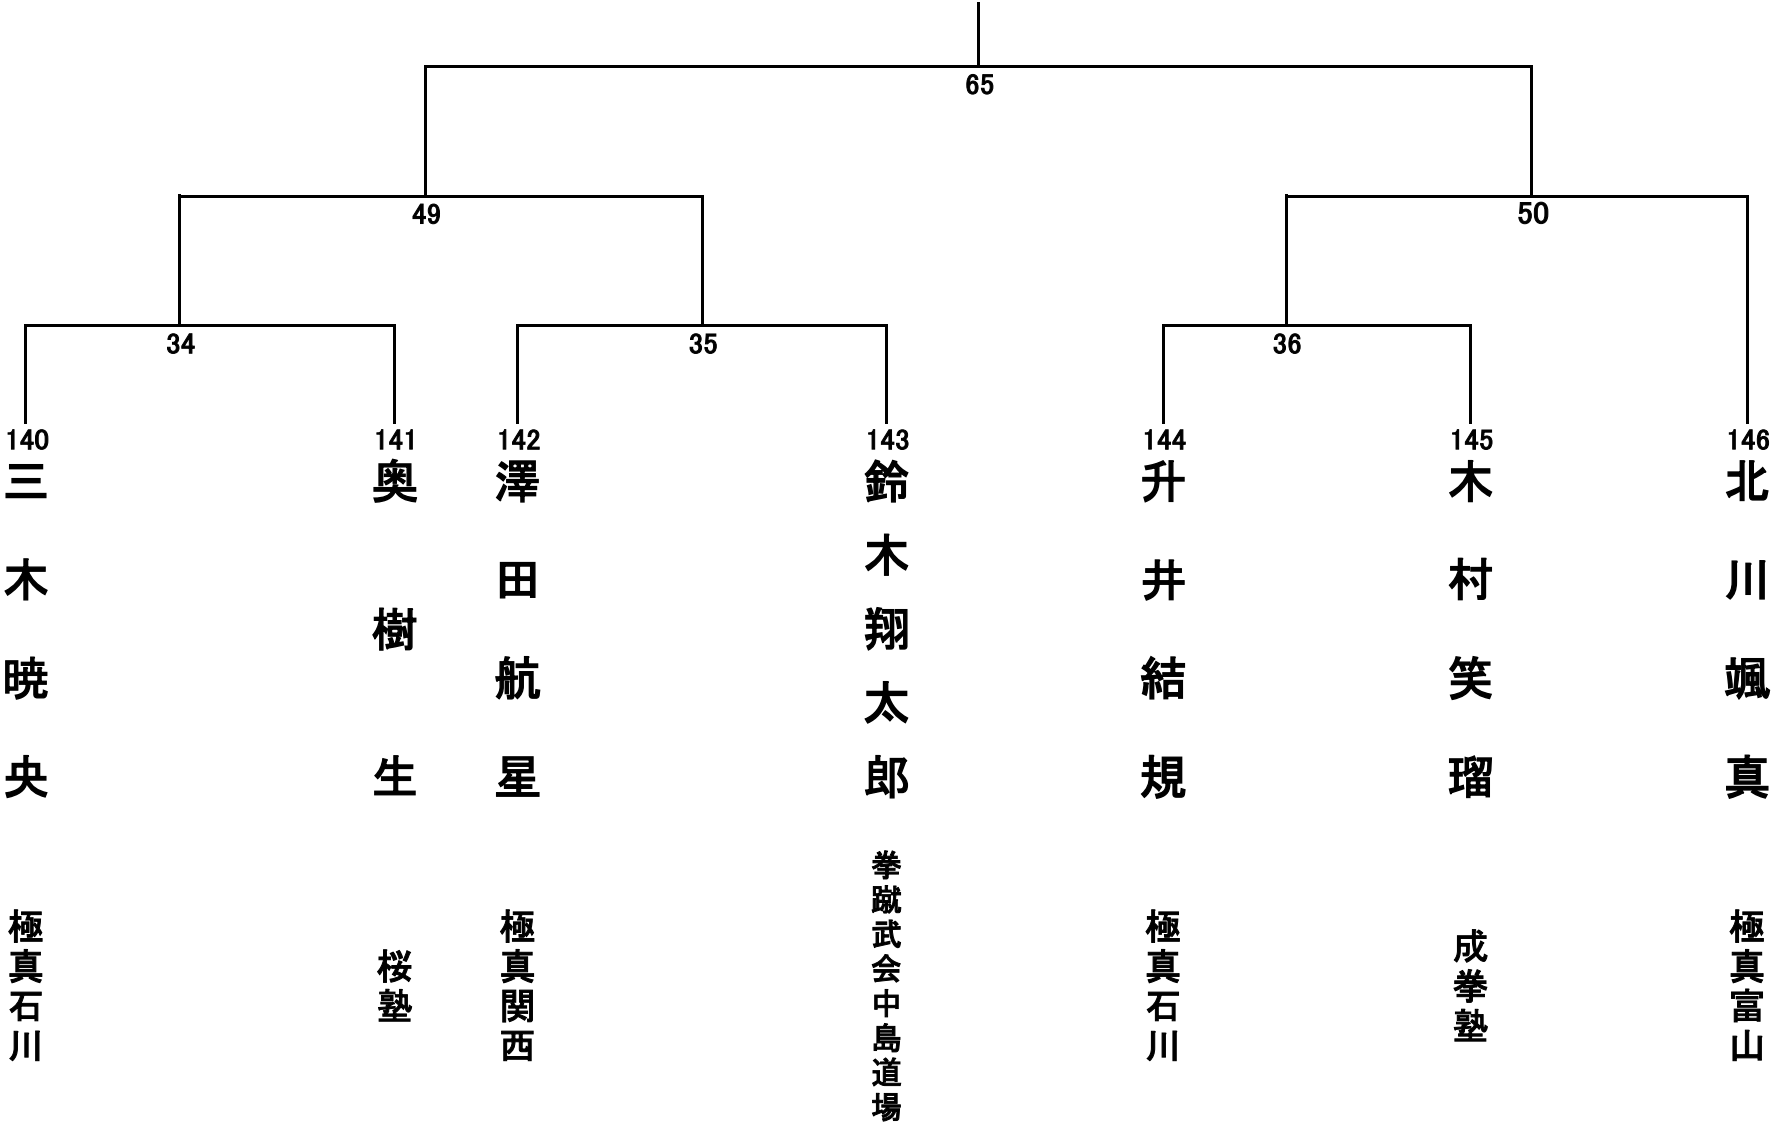 65
49
50
34
35
36
140
141
142
143
144
145
146
三木暁央
奥樹生
澤田航星
鈴木翔太郎
升井結規
木村笑瑠
北川颯真
極真石川
桜塾
極真関西
拳蹴武会中島道場
極真石川
成拳塾
極真富山